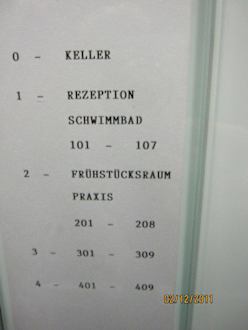 0 - KELLER
1 - REZEPTION
SCHWIMMBAD
101 - 107
2 - FRÜHSTÜCKSRAUM
PRAXIS
201 - 208
3 - 301 - 309
4 - 401 - 409
02/12/2011